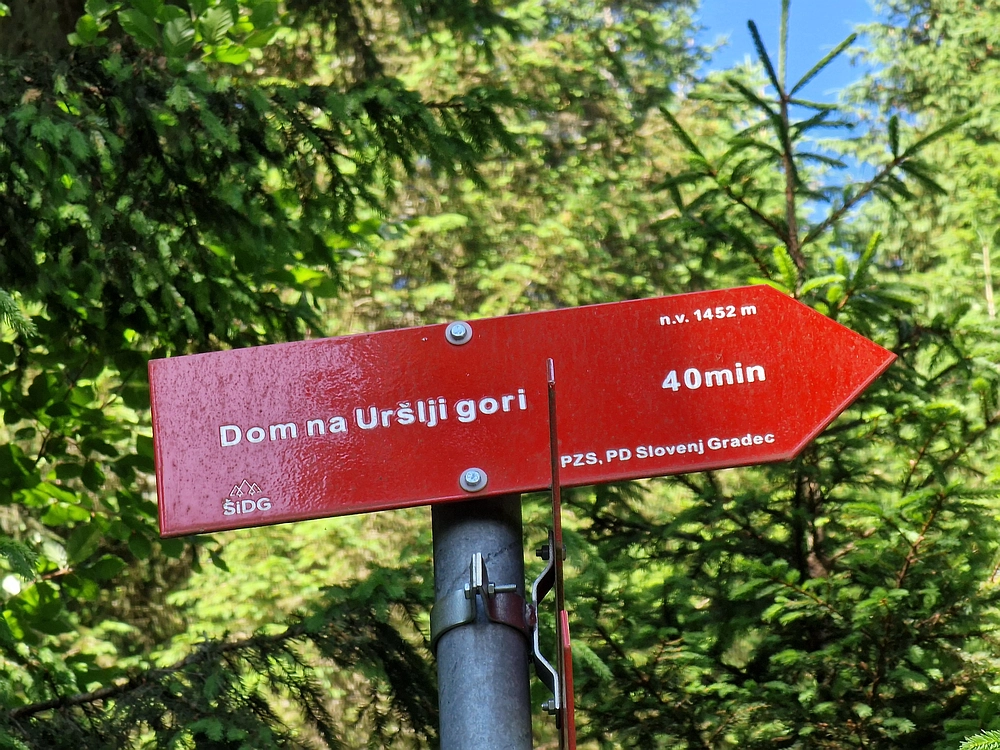 n.v. 1452 m
Dom na Uršlji gori
40min
PZS, PD Slovenj Gradec
ŠIDG